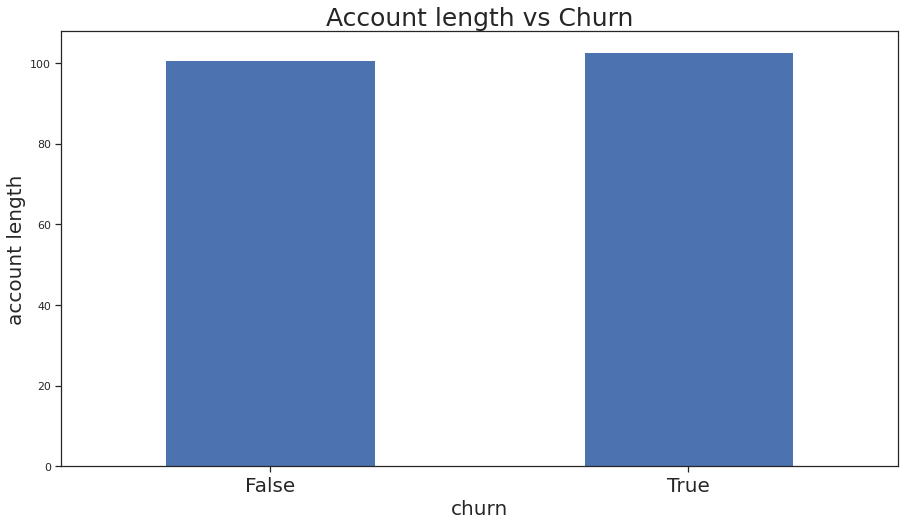 Account length vs Churn
account length
100
80
60
40
20
0
False True
churn